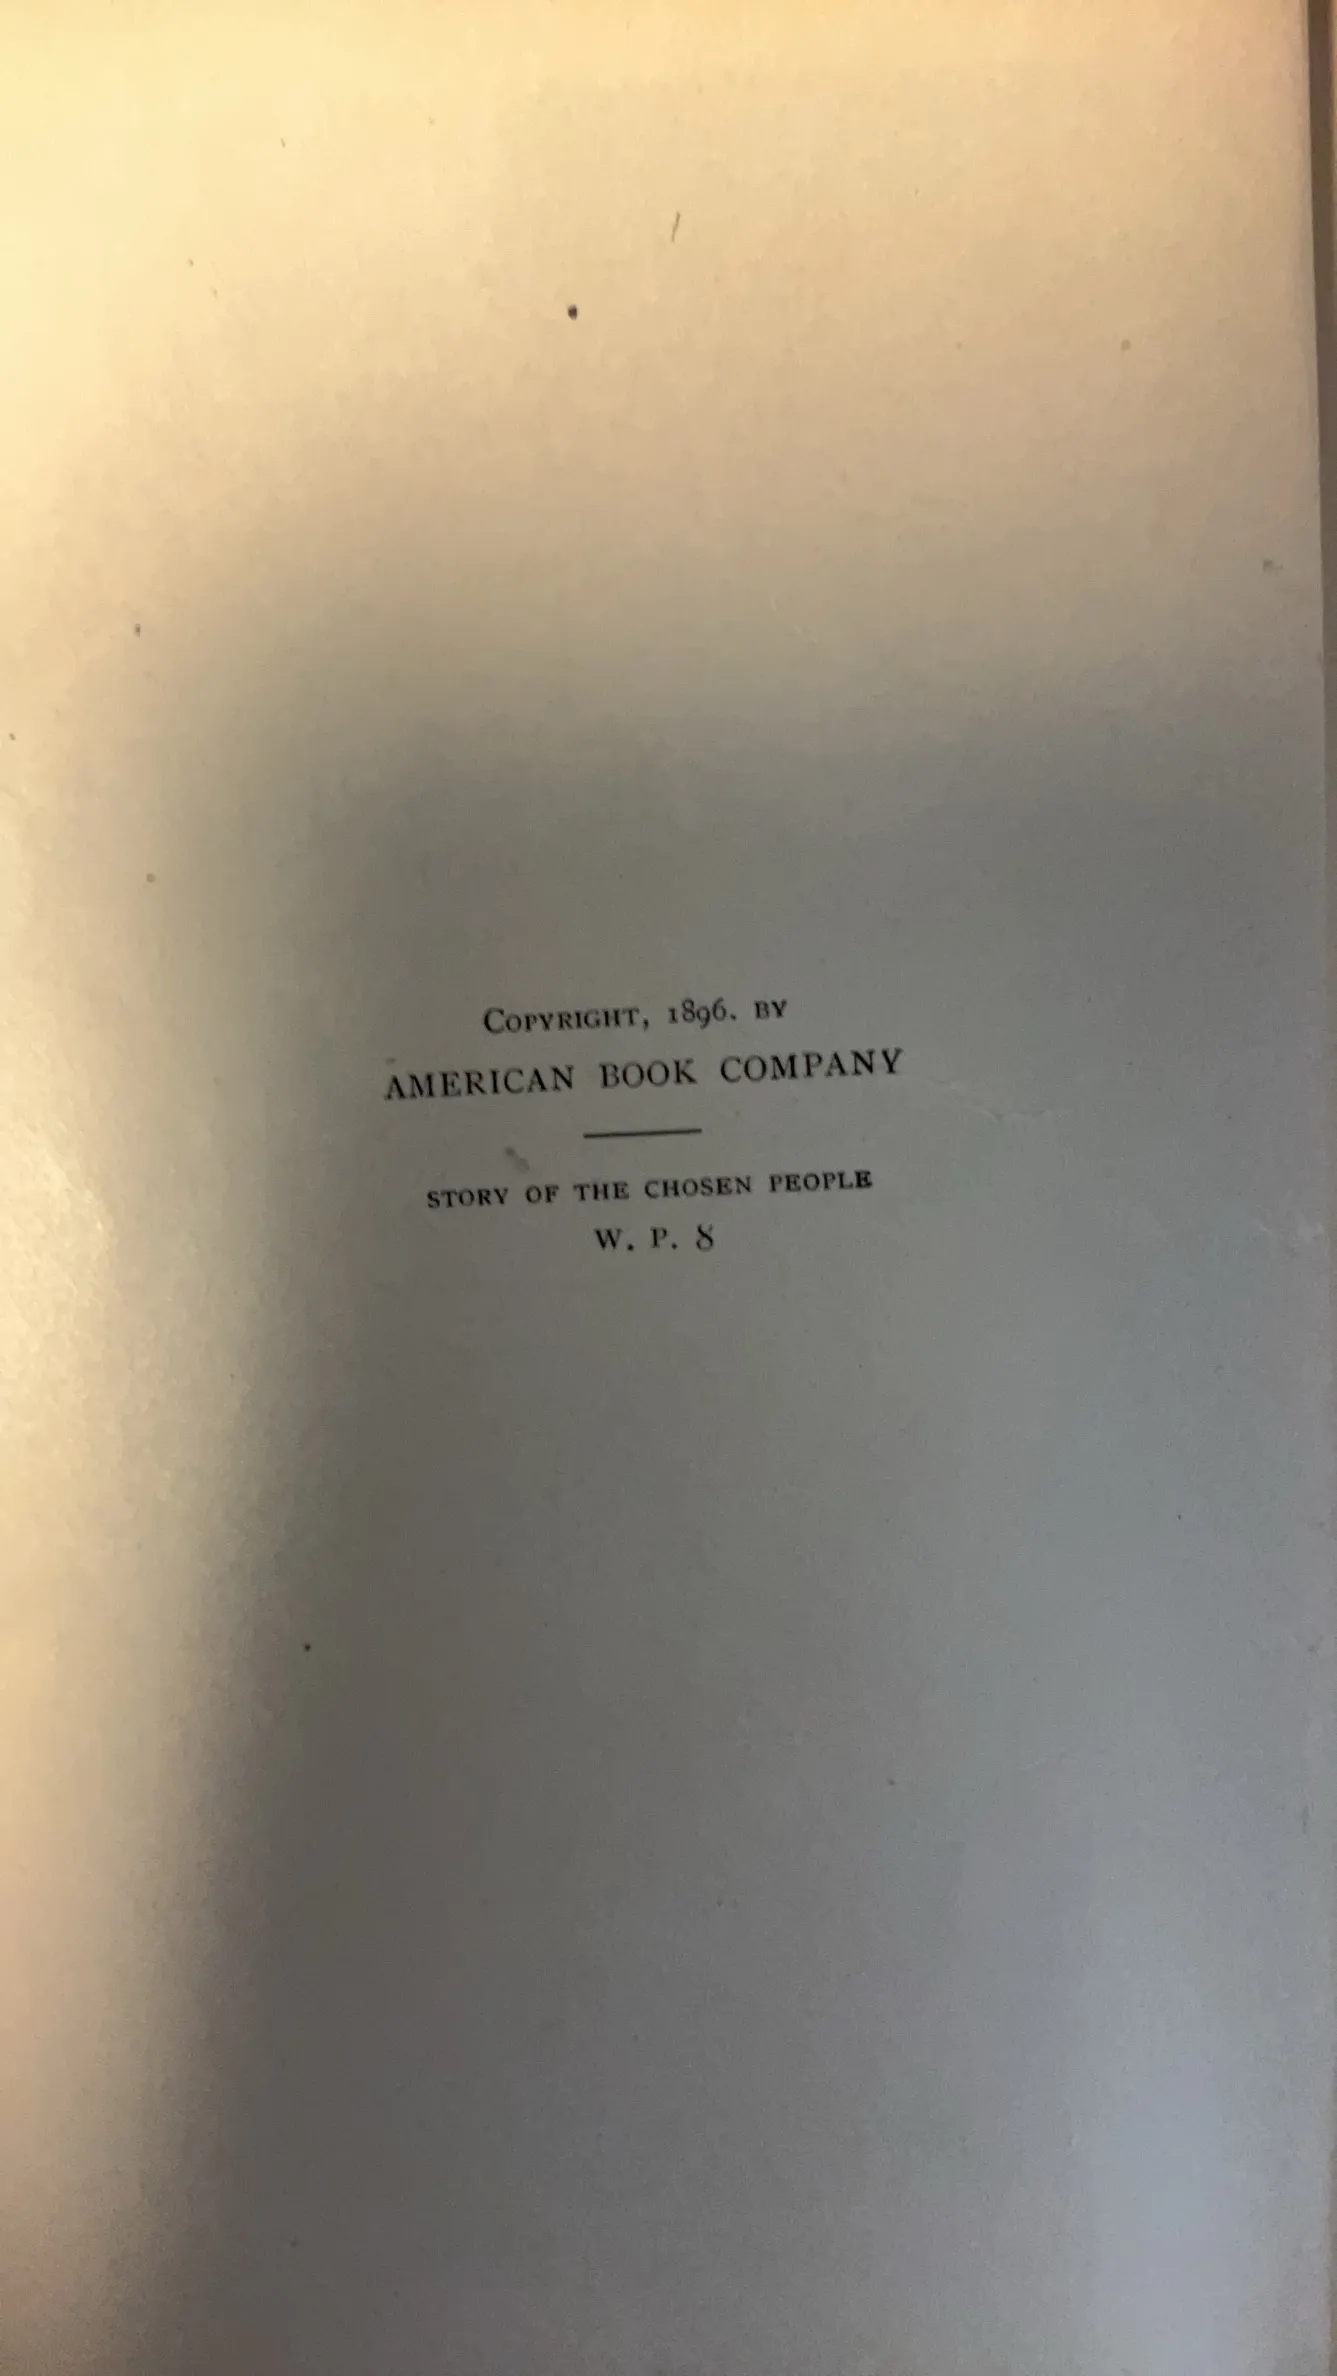 COPYRIGHT, 1896. BY
AMERICAN BOOK COMPANY
STORY OF THE CHOSEN PEOPLE
W. P. 8